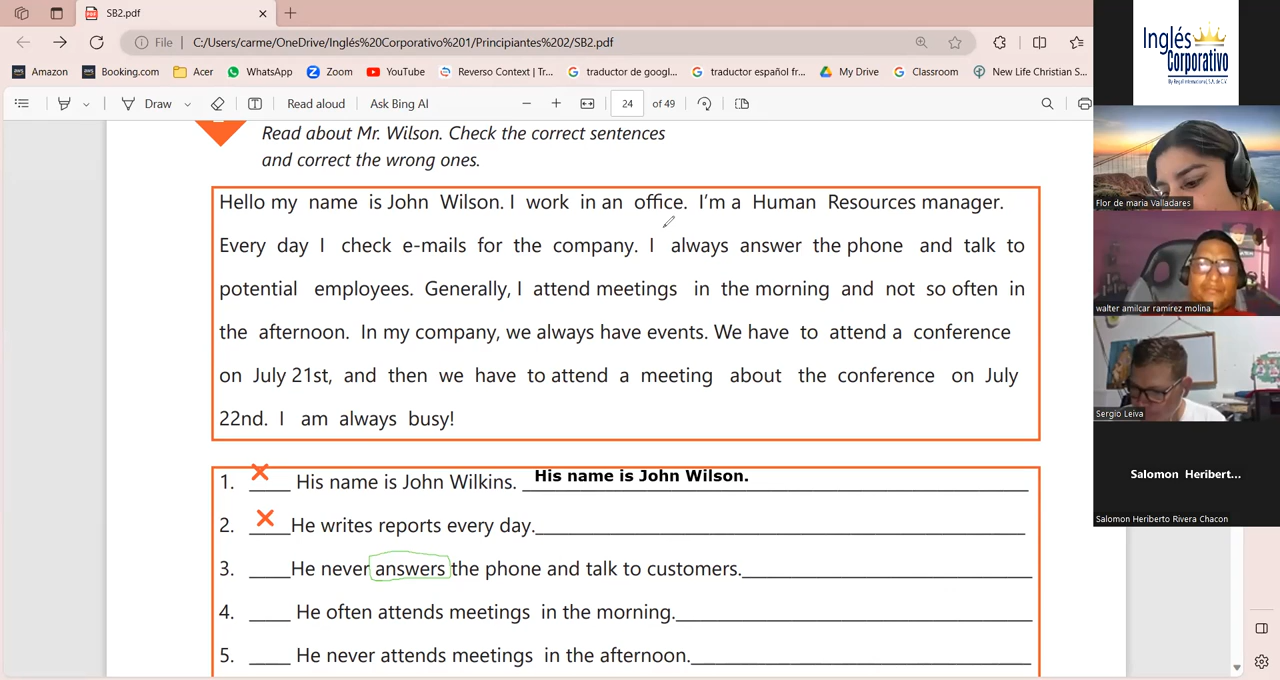 SB2.pdf
File C:/Users/carme/OneDrive/Inglés%20Corporativo%201/Principiantes%202/SB2.pdf
Amazon Booking.com Acer WhatsApp Zoom YouTube Reverso Context | Tr... traductor de googl... traductor español fr... My Drive Classroom New Life Christian S...
Draw Read aloud Ask Bing AI 24 of 49
Read about Mr. Wilson. Check the correct sentences
and correct the wrong ones.
Hello my name is John Wilson. I work in an office. I'm a Human Resources manager.
Every day I check e-mails for the company. I always answer the phone and talk to
potential employees. Generally, I attend meetings in the morning and not so often in
the afternoon. In my company, we always have events. We have to attend a conference
on July 21st, and then we have to attend a meeting about the conference on July
22nd. I am always busy!
1. ____ His name is John Wilkins. His name is John Wilson.
2. ____ He writes reports every day.
3. ____ He never answers the phone and talk to customers.
4. ____ He often attends meetings in the morning.
5. ____ He never attends meetings in the afternoon.
Inglés
Corporativo
Flor de maria Valladares
walter amilcar ramirez molina
Sergio Leiva
Salomon Heribert...
Salomon Heriberto Rivera Chacon